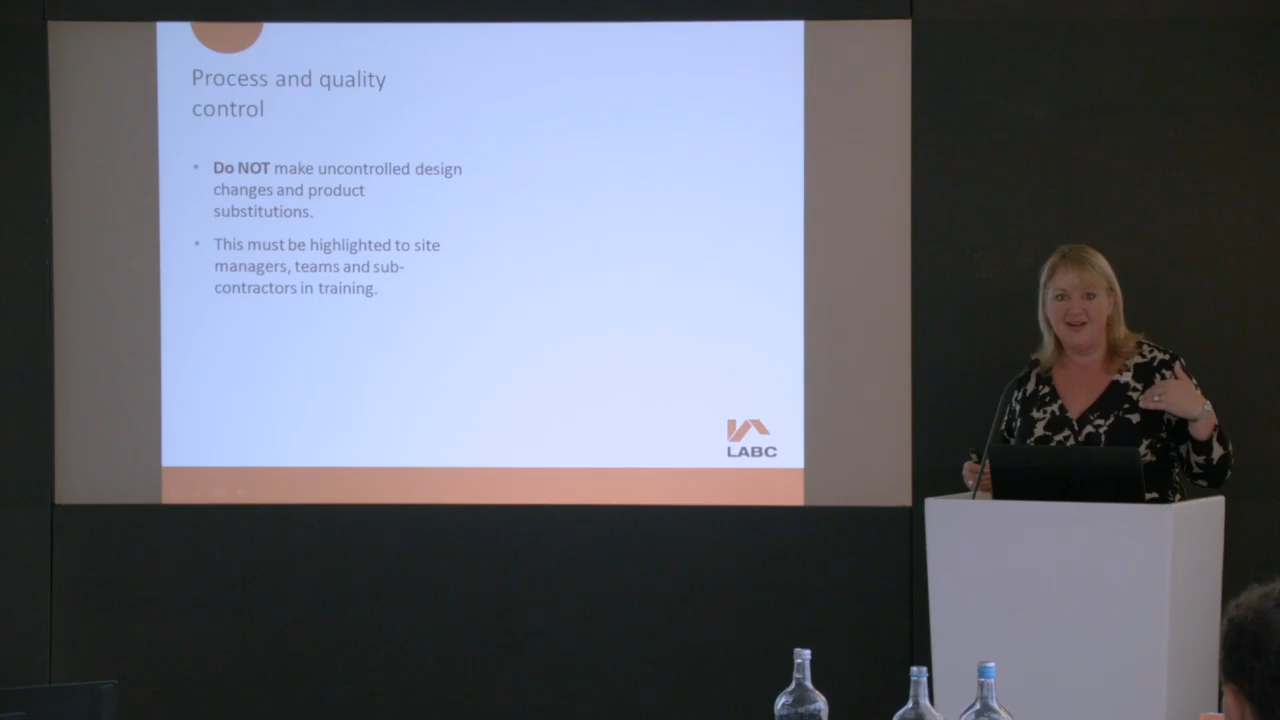 Process and quality
control
• Do NOT make uncontrolled design
changes and product
substitutions.
• This must be highlighted to site
managers, teams and sub-
contractors in training.
LABC